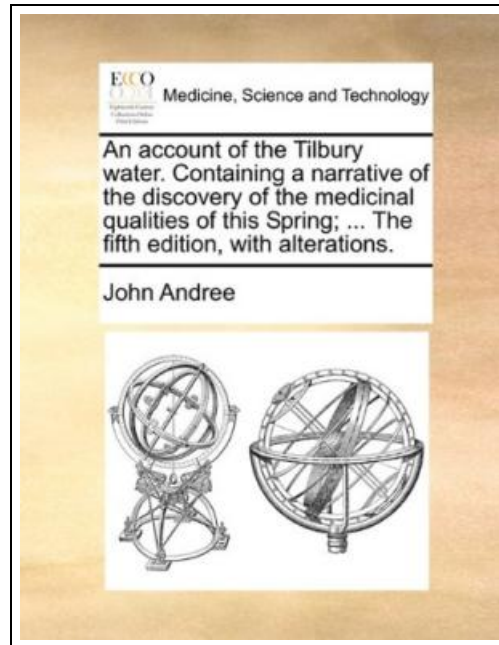 ECCO
Medicine, Science and Technology
An account of the Tilbury
water. Containing a narrative of
the discovery of the medicinal
qualities of this Spring; ... The
fifth edition, with alterations.
John Andree